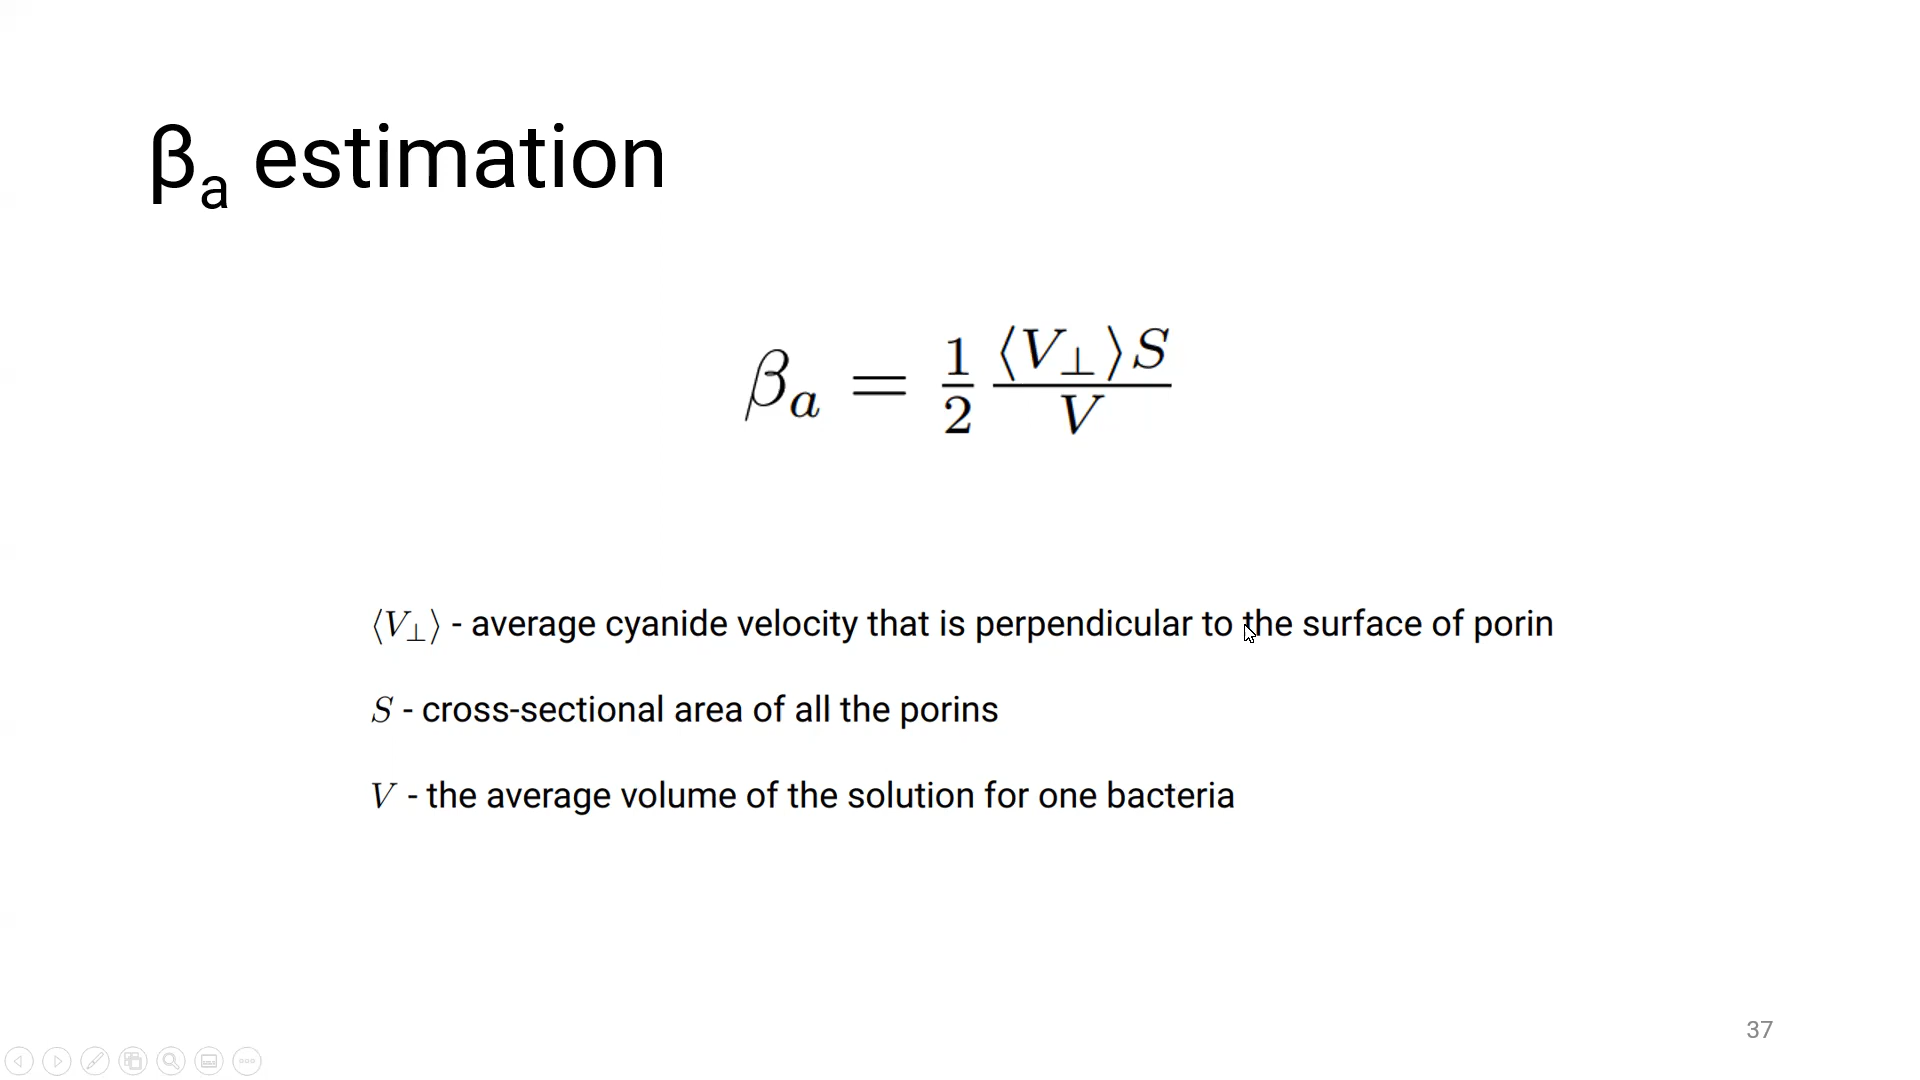 βₐ estimation
βₐ = 1/2 ⟨V⊥⟩S/V
⟨V⊥⟩ - average cyanide velocity that is perpendicular to the surface of porin
S - cross-sectional area of all the porins
V - the average volume of the solution for one bacteria
37